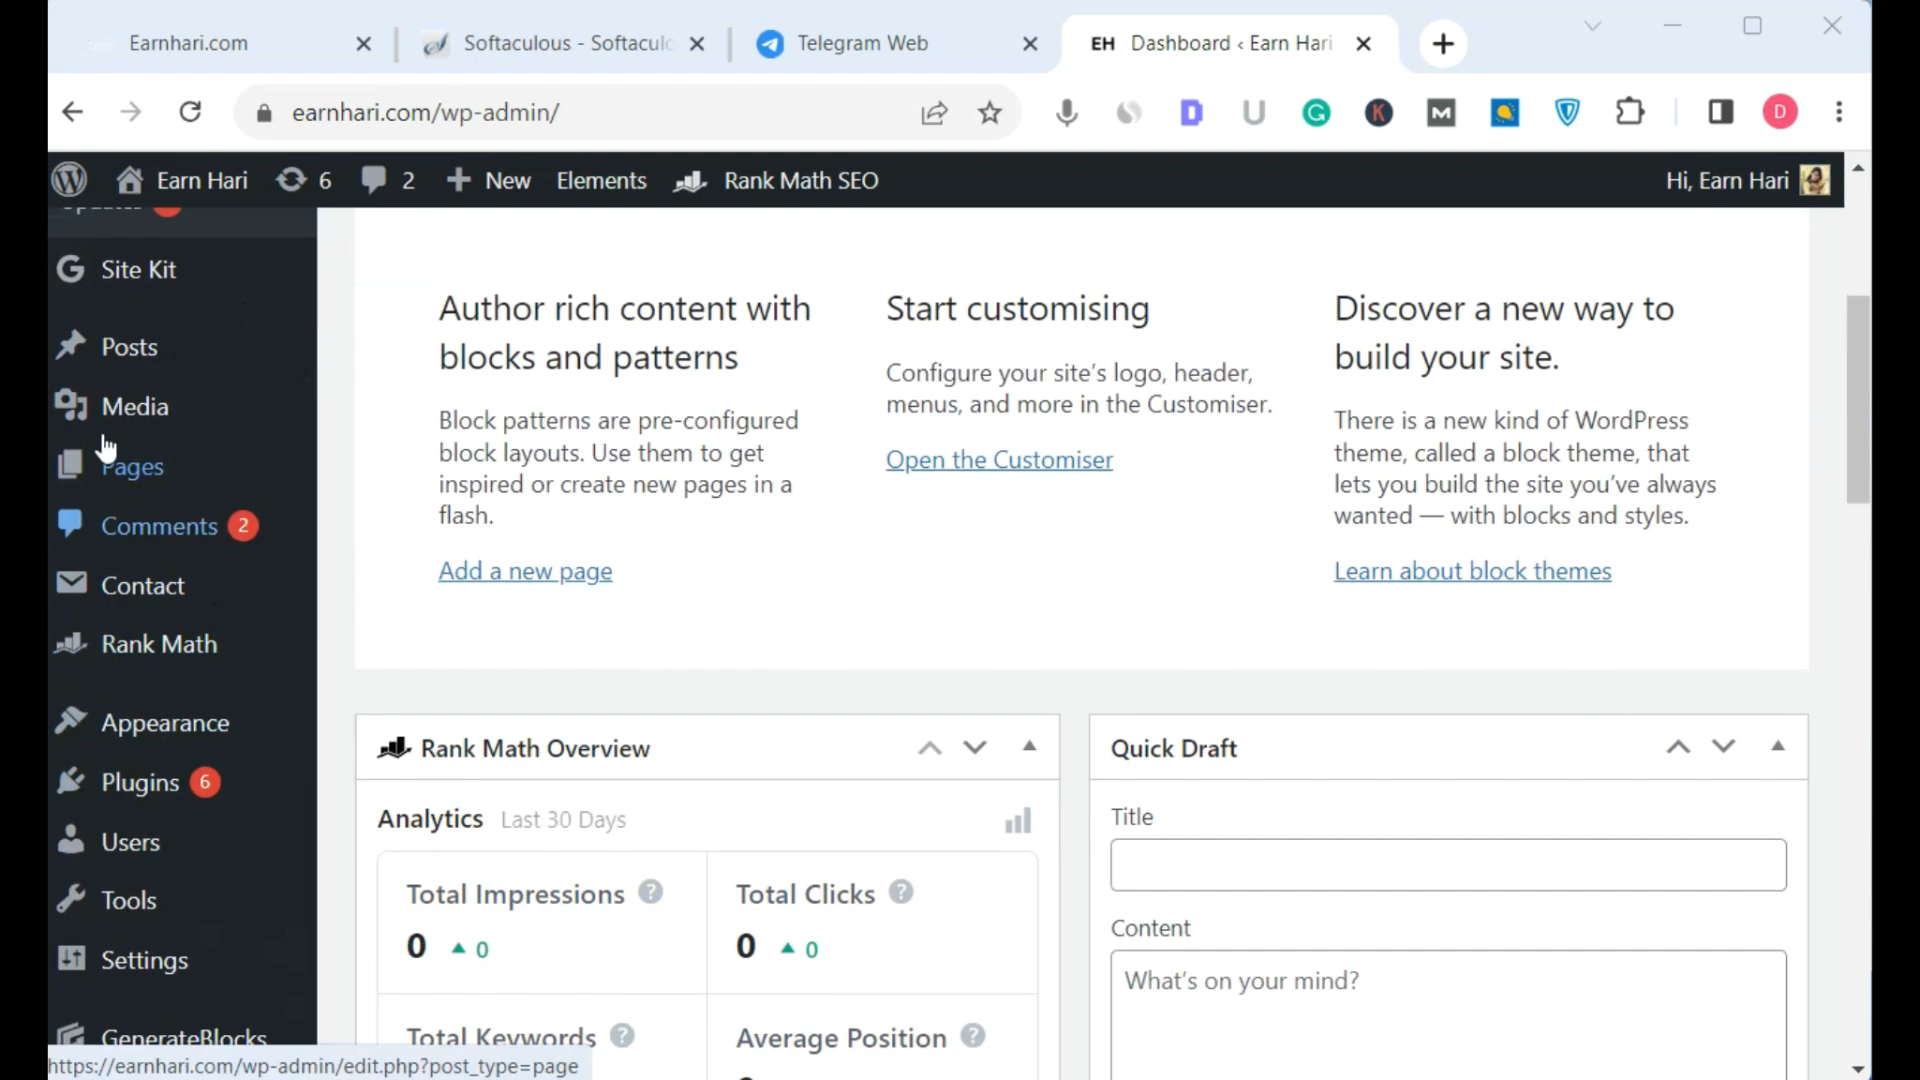 Earnhari.com
Softaculous - Softaculo
Telegram Web
EH Dashboard ‹ Earn Hari
earnhari.com/wp-admin/
D
Earn Hari
6
2
New
Elements
Rank Math SEO
Hi, Earn Hari
Updates
Site Kit
Posts
Media
Pages
Comments 2
Contact
Rank Math
Appearance
Plugins 6
Users
Tools
Settings
GenerateBlocks
https://earnhari.com/wp-admin/edit.php?post_type=page
Author rich content with
blocks and patterns
Block patterns are pre-configured
block layouts. Use them to get
inspired or create new pages in a
flash.
Add a new page
Start customising
Configure your site's logo, header,
menus, and more in the Customiser.
Open the Customiser
Discover a new way to
build your site.
There is a new kind of WordPress
theme, called a block theme, that
lets you build the site you've always
wanted — with blocks and styles.
Learn about block themes
Rank Math Overview
Analytics Last 30 Days
Total Impressions ?
0 ▲ 0
Total Clicks ?
0 ▲ 0
Total Keywords ?
Average Position ?
Quick Draft
Title
Content
What's on your mind?